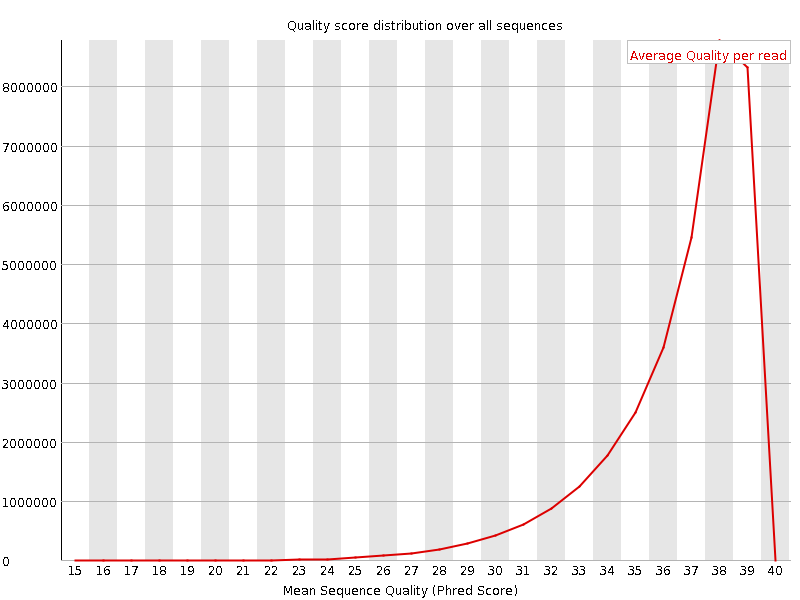 Quality score distribution over all sequences
Average Quality per read
8000000
7000000
6000000
5000000
4000000
3000000
2000000
1000000
0
15 16 17 18 19 20 21 22 23 24 25 26 27 28 29 30 31 32 33 34 35 36 37 38 39 40
Mean Sequence Quality (Phred Score)